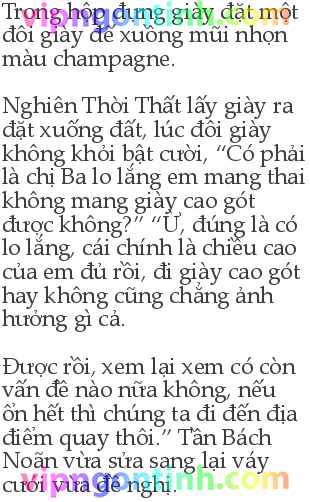 Trong hộp đựng giày đặt một
đôi giày đế xuồng mũi nhọn
màu champagne.
Nghiên Thời Thất lấy giày ra
đặt xuống đất, lúc đôi giày
không khỏi bật cười, “Có phải
là chị Ba lo lắng em mang thai
không mang giày cao gót
được không?” “Ừ, đúng là có
lo lắng, cái chính là chiều cao
của em đủ rồi, đi giày cao gót
hay không cũng chẳng ảnh
hưởng gì cả.
Được rồi, xem lại xem có còn
vấn đề nào nữa không, nếu
ổn hết thì chúng ta đi đến địa
điểm quay thôi.” Tần Bách
Noãn vừa sửa sang lại váy
cưới vừa đề nghị.
vipngontinh.com
vipngontinh.com